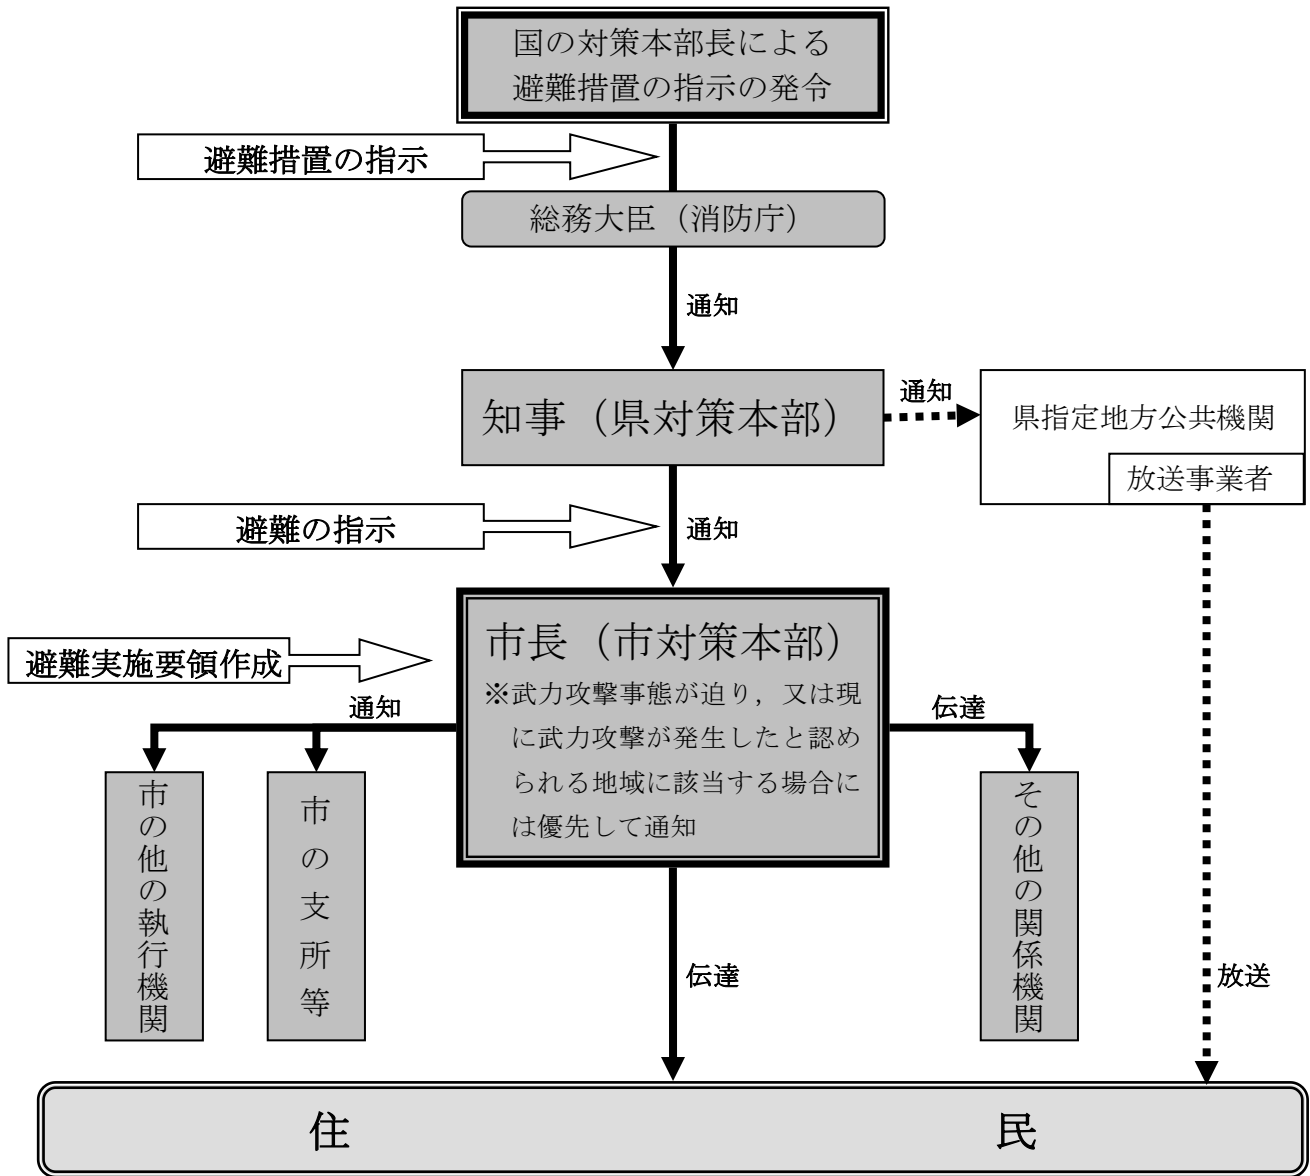 国の対策本部長による
避難措置の指示の発令
避難措置の指示
総務大臣（消防庁）
通知
知事（県対策本部）
通知
県指定地方公共機関
放送事業者
避難の指示
通知
市長（市対策本部）
※武力攻撃事態が迫り，又は現
に武力攻撃が発生したと認め
られる地域に該当する場合に
は優先して通知
避難実施要領作成
通知
伝達
市の他の執行機関
市の支所等
その他の関係機関
伝達
放送
住民